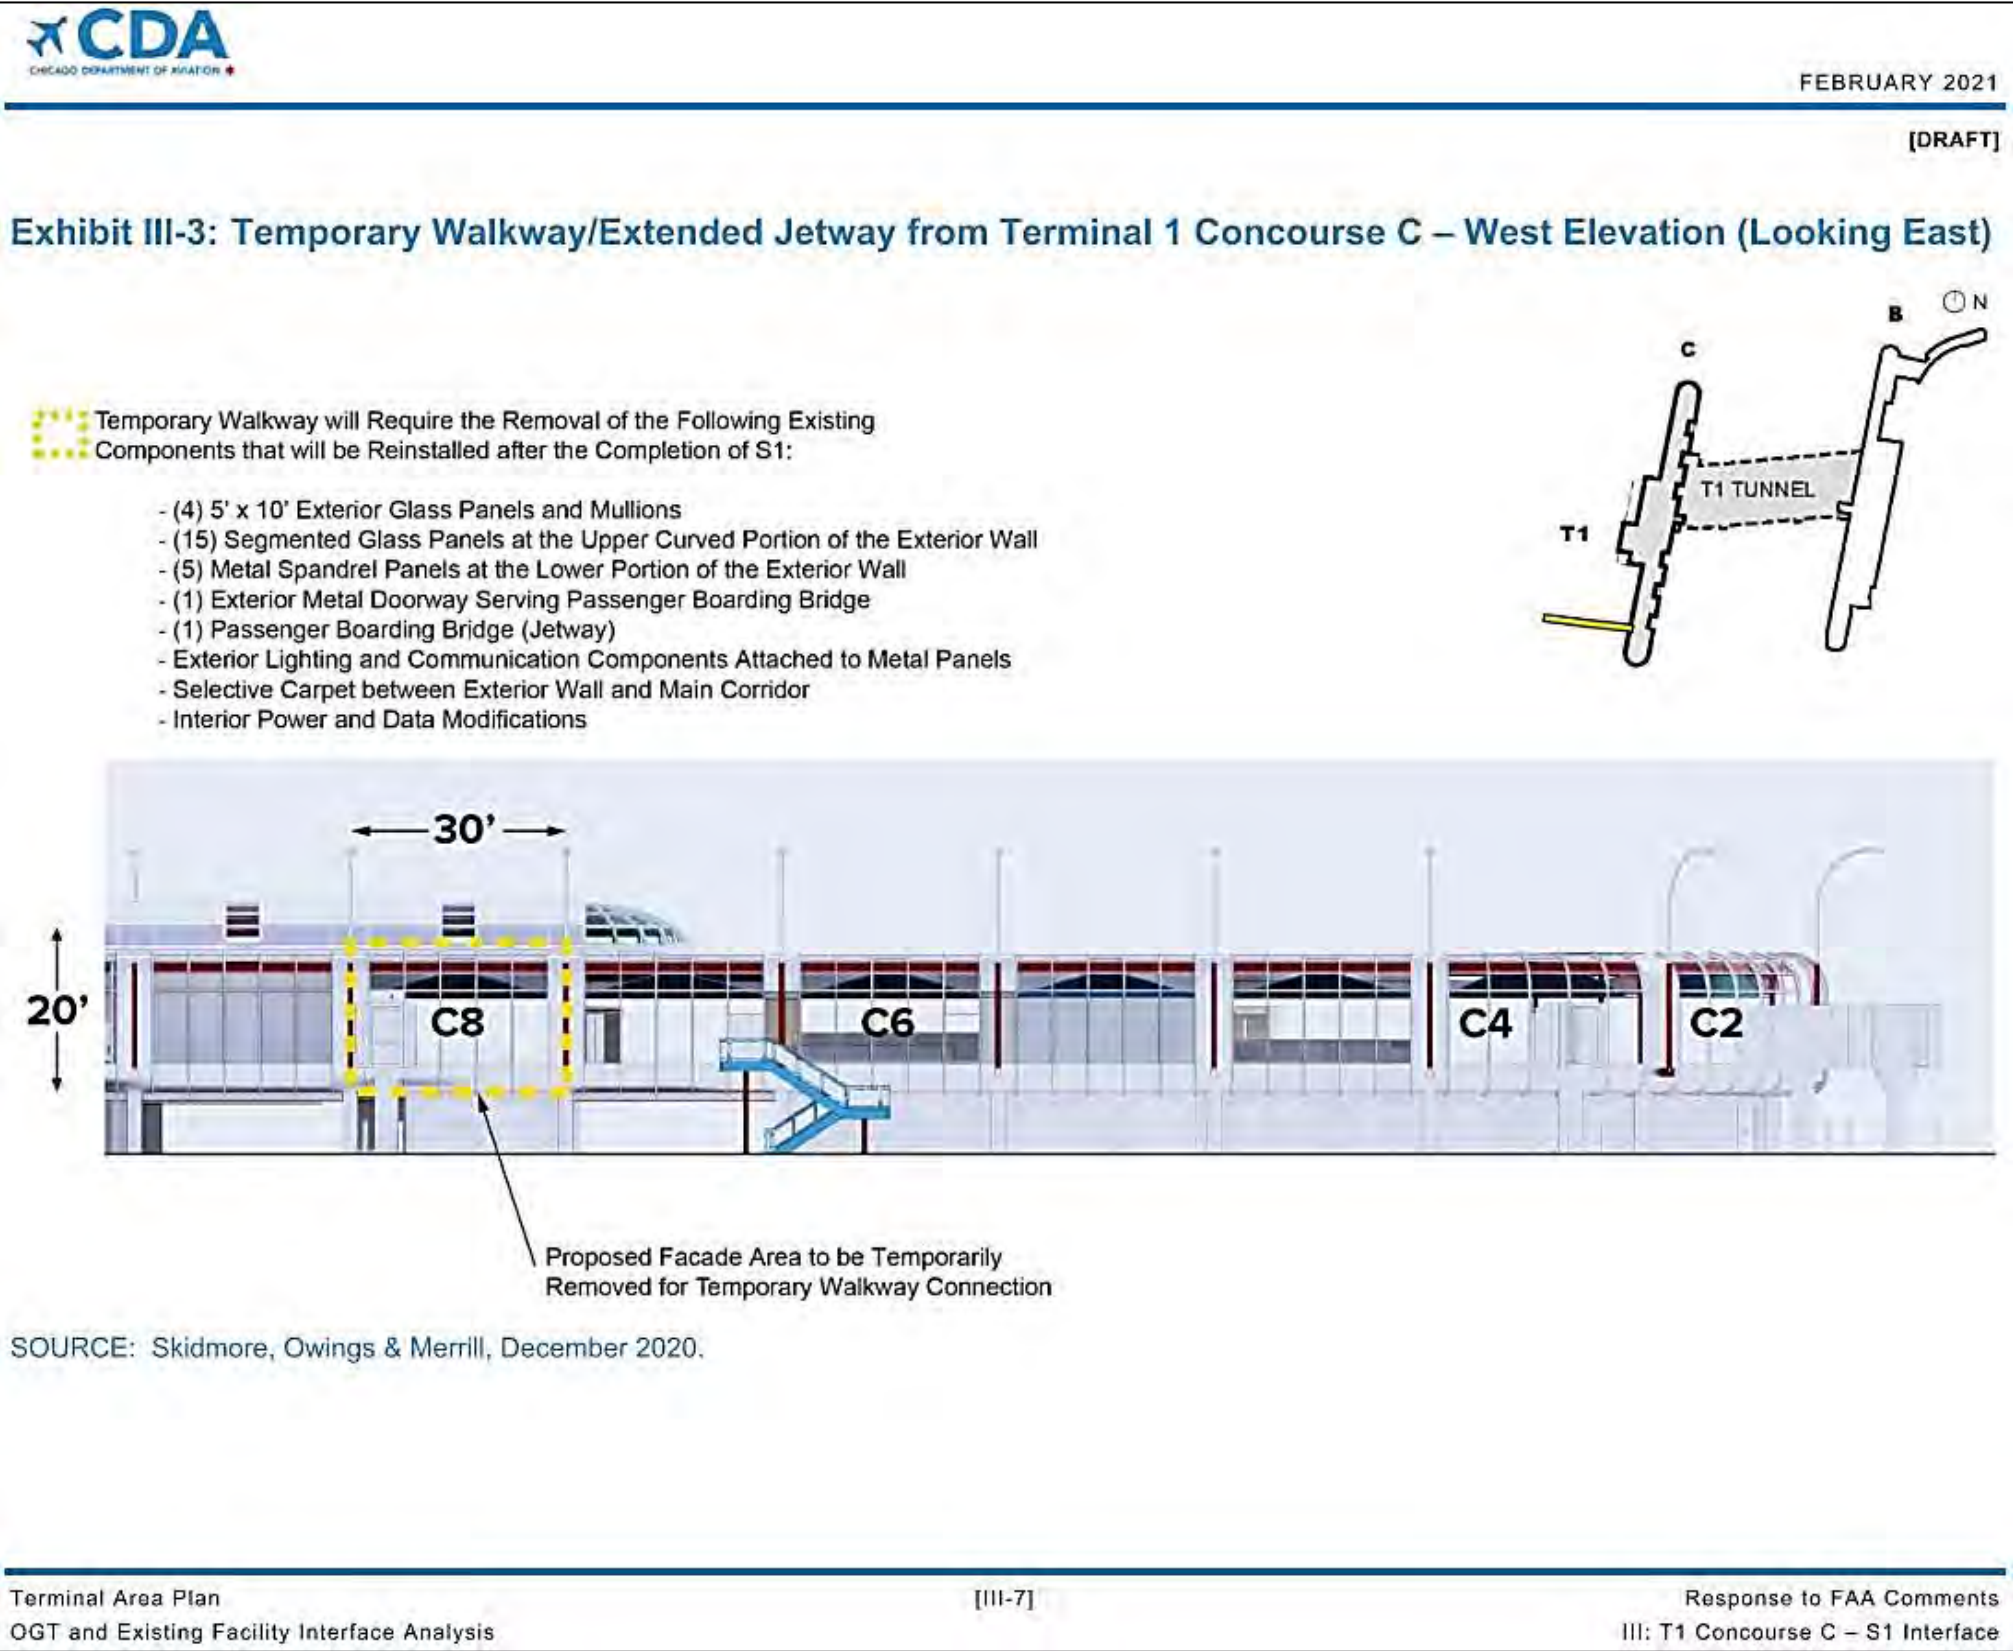 CDA
CHICAGO DEPARTMENT OF AVIATION
FEBRUARY 2021
[DRAFT]
Exhibit III-3: Temporary Walkway/Extended Jetway from Terminal 1 Concourse C – West Elevation (Looking East)
N
B
C
T1 TUNNEL
T1
Temporary Walkway will Require the Removal of the Following Existing
Components that will be Reinstalled after the Completion of S1:
- (4) 5' x 10' Exterior Glass Panels and Mullions
- (15) Segmented Glass Panels at the Upper Curved Portion of the Exterior Wall
- (5) Metal Spandrel Panels at the Lower Portion of the Exterior Wall
- (1) Exterior Metal Doorway Serving Passenger Boarding Bridge
- (1) Passenger Boarding Bridge (Jetway)
- Exterior Lighting and Communication Components Attached to Metal Panels
- Selective Carpet between Exterior Wall and Main Corridor
- Interior Power and Data Modifications
30'
20'
C8
C6
C4
C2
Proposed Facade Area to be Temporarily
Removed for Temporary Walkway Connection
SOURCE: Skidmore, Owings & Merrill, December 2020.
Terminal Area Plan
[III-7]
Response to FAA Comments
OGT and Existing Facility Interface Analysis
III: T1 Concourse C – S1 Interface